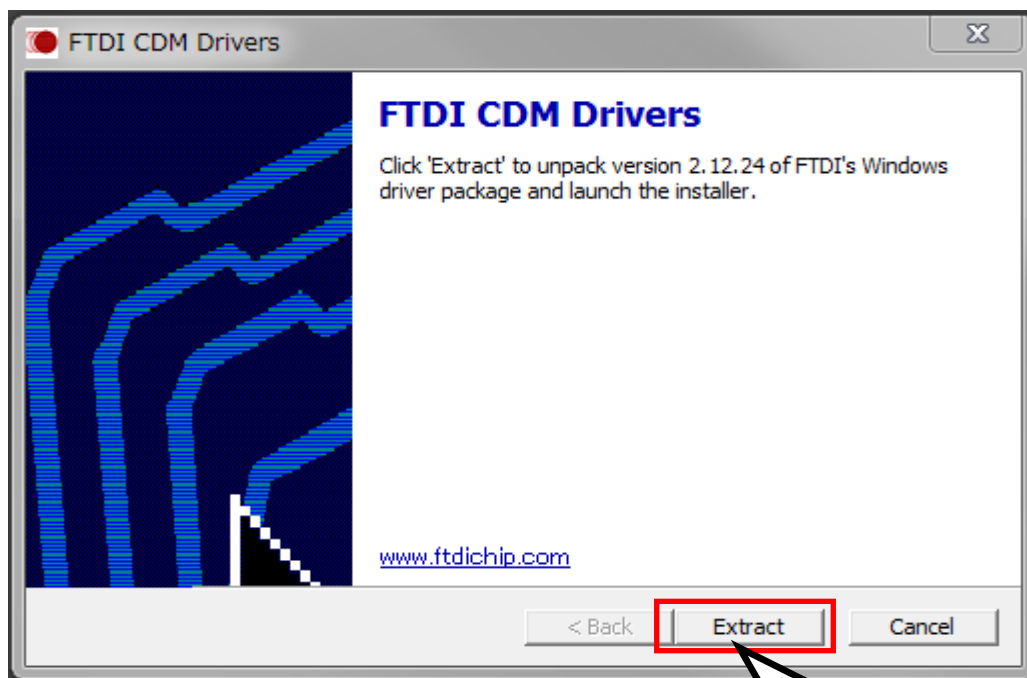 FTDI CDM Drivers
FTDI CDM Drivers
Click 'Extract' to unpack version 2.12.24 of FTDI's Windows
driver package and launch the installer.
www.ftdichip.com
< Back
Extract
Cancel